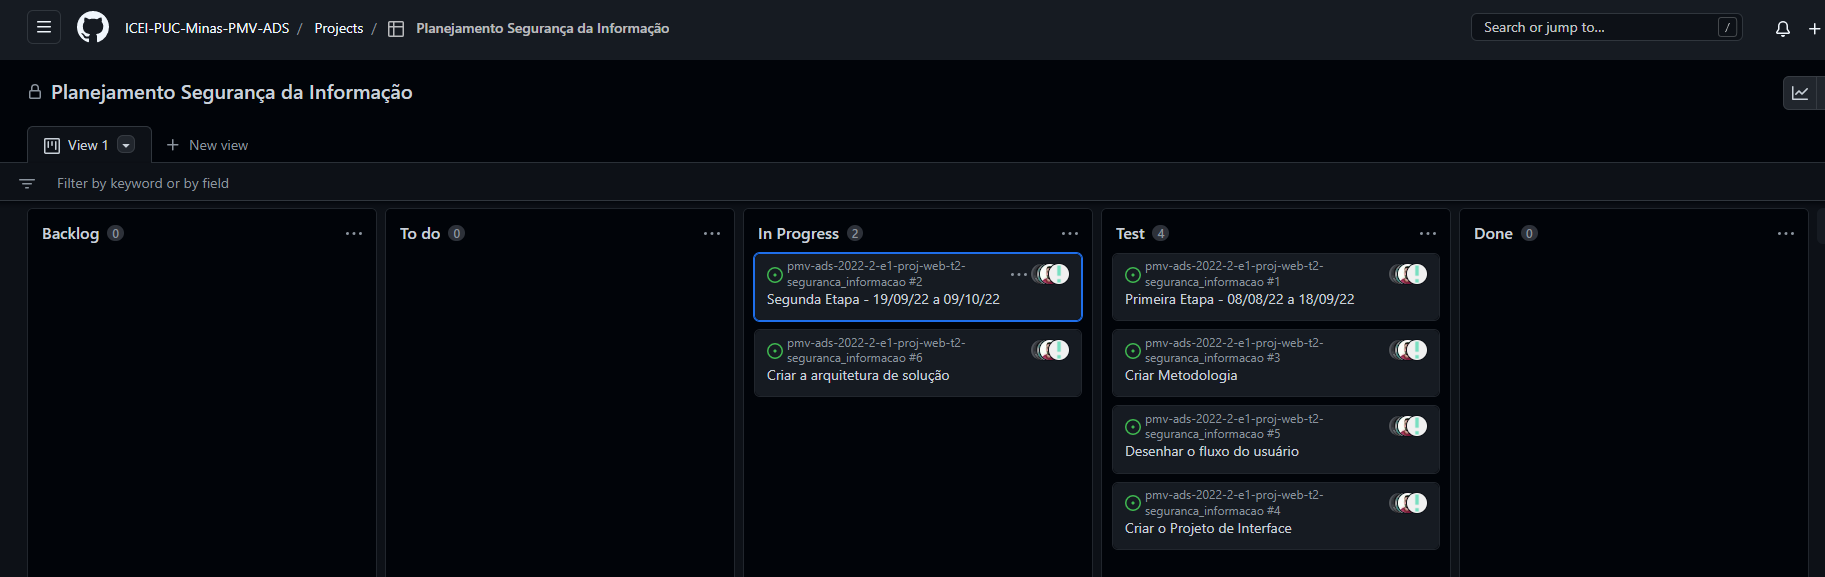 ICEI-PUC-Minas-PMV-ADS / Projects / Planejamento Segurança da Informação
Search or jump to... /
Planejamento Segurança da Informação
View 1
New view
Filter by keyword or by field
Backlog 0
To do 0
In Progress 2
pmv-ads-2022-2-e1-proj-web-t2-
seguranca_informacao #2
Segunda Etapa - 19/09/22 a 09/10/22
pmv-ads-2022-2-e1-proj-web-t2-
seguranca_informacao #6
Criar a arquitetura de solução
Test 4
pmv-ads-2022-2-e1-proj-web-t2-
seguranca_informacao #1
Primeira Etapa - 08/08/22 a 18/09/22
pmv-ads-2022-2-e1-proj-web-t2-
seguranca_informacao #3
Criar Metodologia
pmv-ads-2022-2-e1-proj-web-t2-
seguranca_informacao #5
Desenhar o fluxo do usuário
pmv-ads-2022-2-e1-proj-web-t2-
seguranca_informacao #4
Criar o Projeto de Interface
Done 0